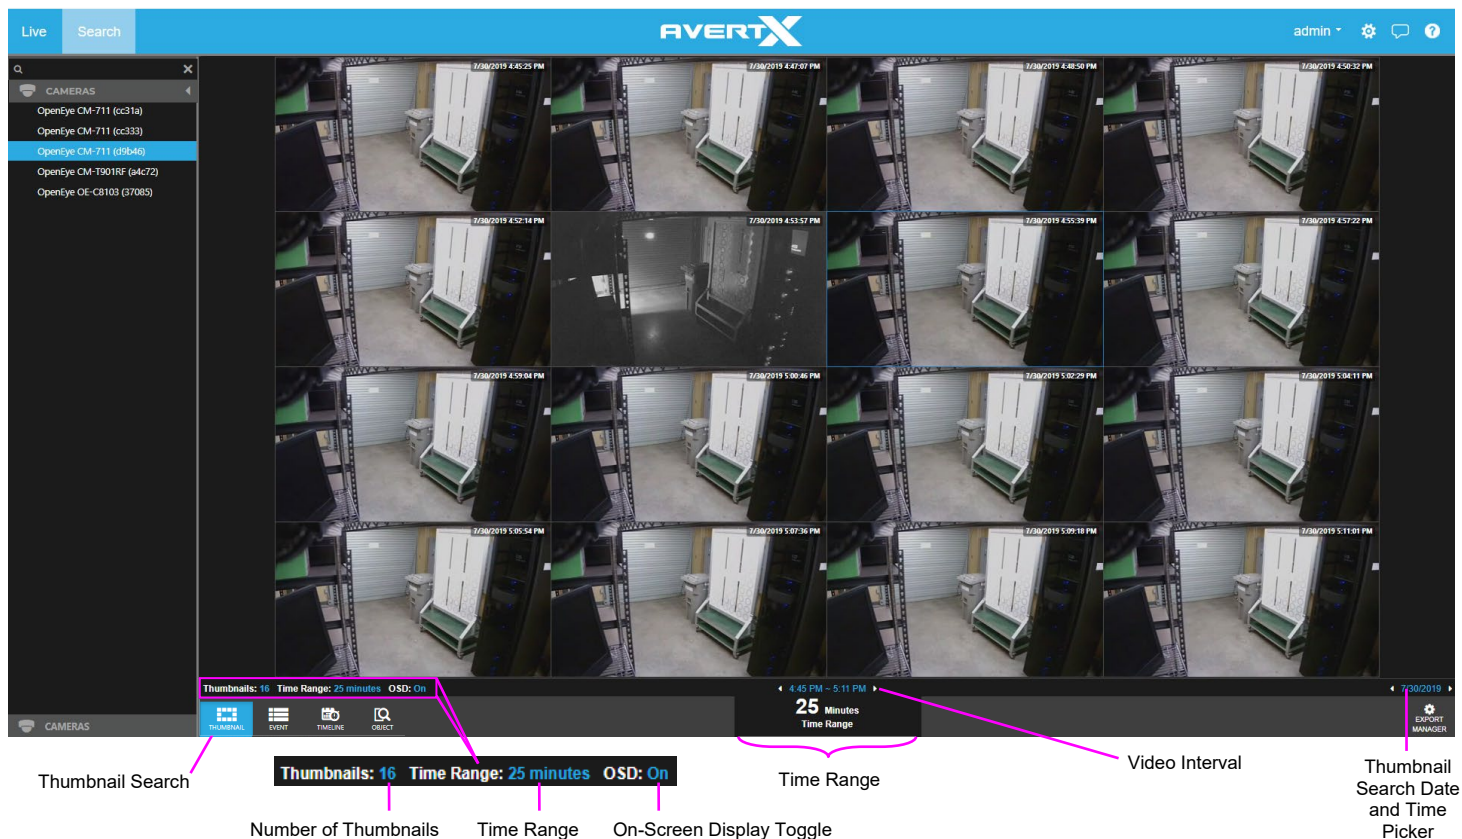 Live Search AVERTX admin
CAMERAS
OpenEye CM-711 (cc31a)
OpenEye CM-711 (cc333)
OpenEye CM-711 (d9b46)
OpenEye CM-T901RF (a4c72)
OpenEye OE-C8103 (37085)
7/30/2019 4:45:25 PM 7/30/2019 4:47:07 PM 7/30/2019 4:48:50 PM 7/30/2019 4:50:32 PM
7/30/2019 4:52:14 PM 7/30/2019 4:53:57 PM 7/30/2019 4:55:39 PM 7/30/2019 4:57:22 PM
7/30/2019 4:59:04 PM 7/30/2019 5:00:46 PM 7/30/2019 5:02:29 PM 7/30/2019 5:04:11 PM
7/30/2019 5:05:54 PM 7/30/2019 5:07:36 PM 7/30/2019 5:09:18 PM 7/30/2019 5:11:01 PM
Thumbnails: 16 Time Range: 25 minutes OSD: On
4:45 PM ~ 5:11 PM
7/30/2019
CAMERAS
THUMBNAIL EVENT TIMELINE OBJECT
25 Minutes
Time Range
EXPORT
MANAGER
Thumbnail Search
Thumbnails: 16 Time Range: 25 minutes OSD: On
Number of Thumbnails
Time Range
On-Screen Display Toggle
Time Range
Video Interval
Thumbnail
Search Date
and Time
Picker